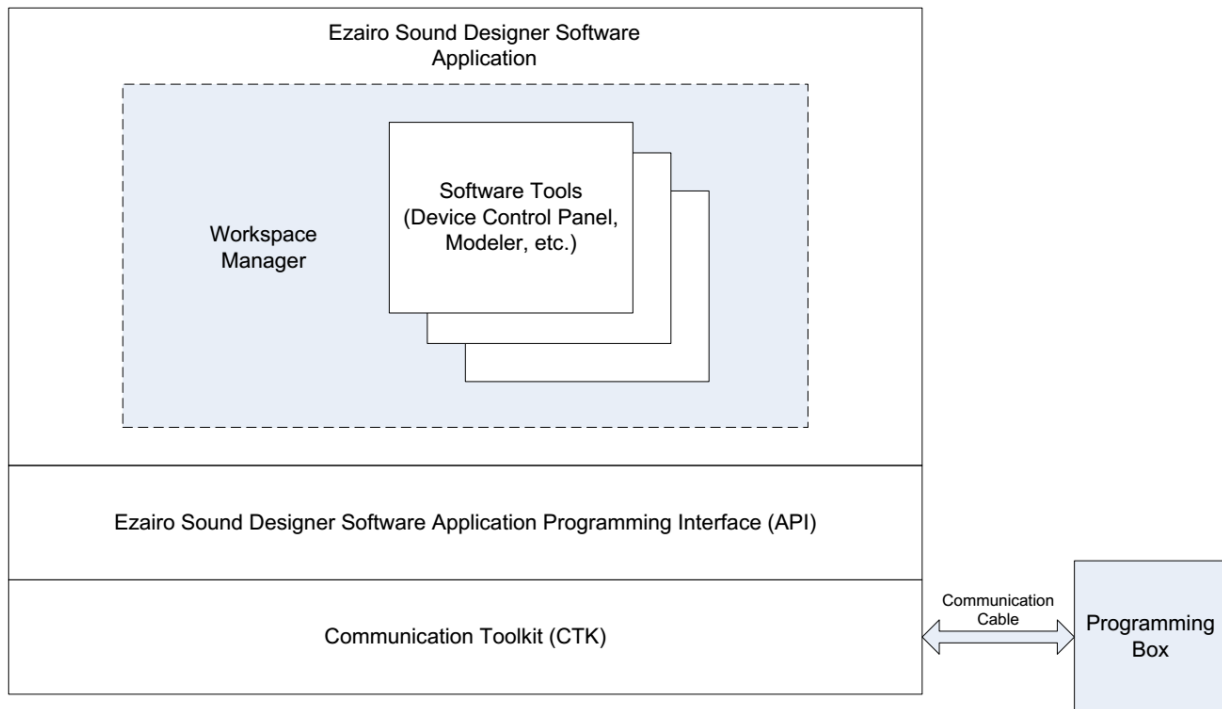 Ezairo Sound Designer Software
Application
Software Tools
(Device Control Panel,
Modeler, etc.)
Workspace
Manager
Ezairo Sound Designer Software Application Programming Interface (API)
Communication Toolkit (CTK)
Communication
Cable
Programming
Box